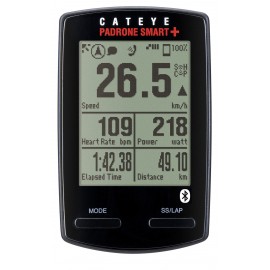 CATEYE
PADRONE SMART+
100%
26.5
S H
C P
Speed km/h
109 218
Heart Rate bpm Power watt
1:42.38 49.10
Elapsed Time Distance km
MODE SS/LAP